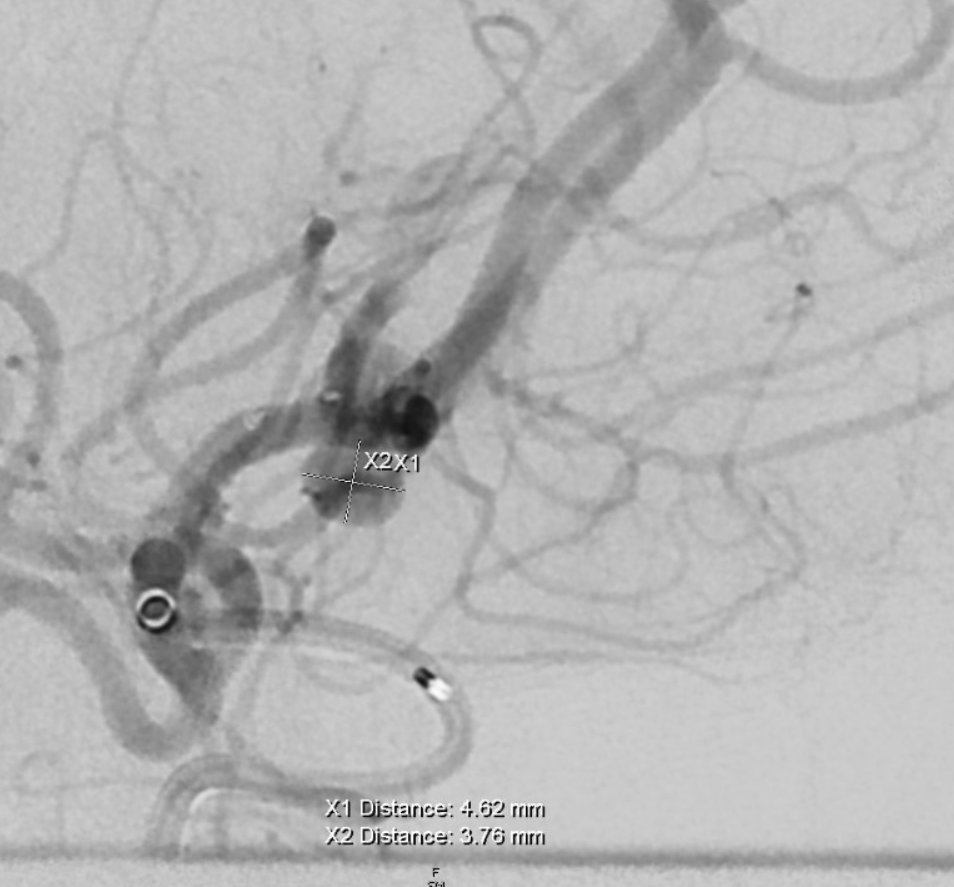 X2X1
X1 Distance: 4.62 mm
X2 Distance: 3.76 mm
F